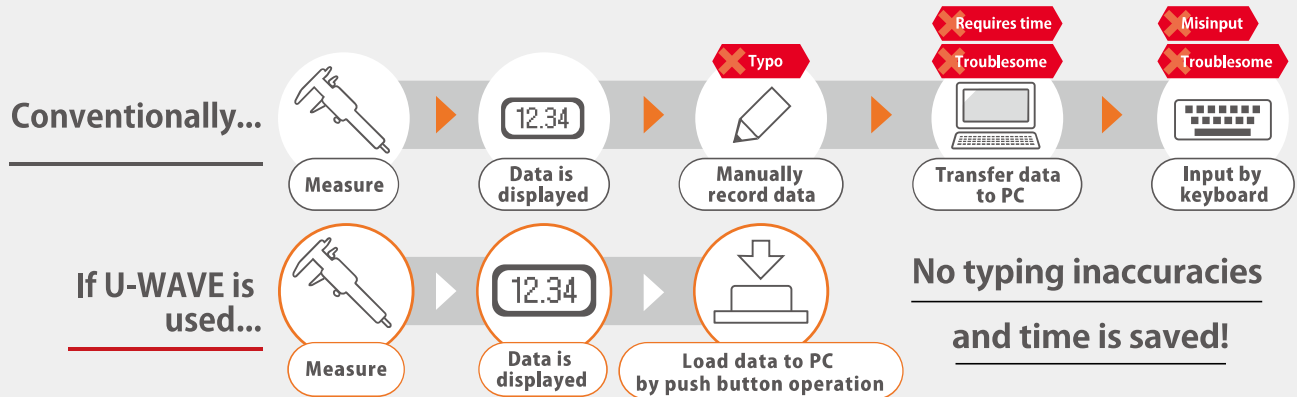 Requires time
Misinput
Typo
Troublesome
Troublesome
Conventionally...
12.34
Measure
Data is
displayed
Manually
record data
Transfer data
to PC
Input by
keyboard
If U-WAVE is
used...
12.34
Measure
Data is
displayed
Load data to PC
by push button operation
No typing inaccuracies
and time is saved!